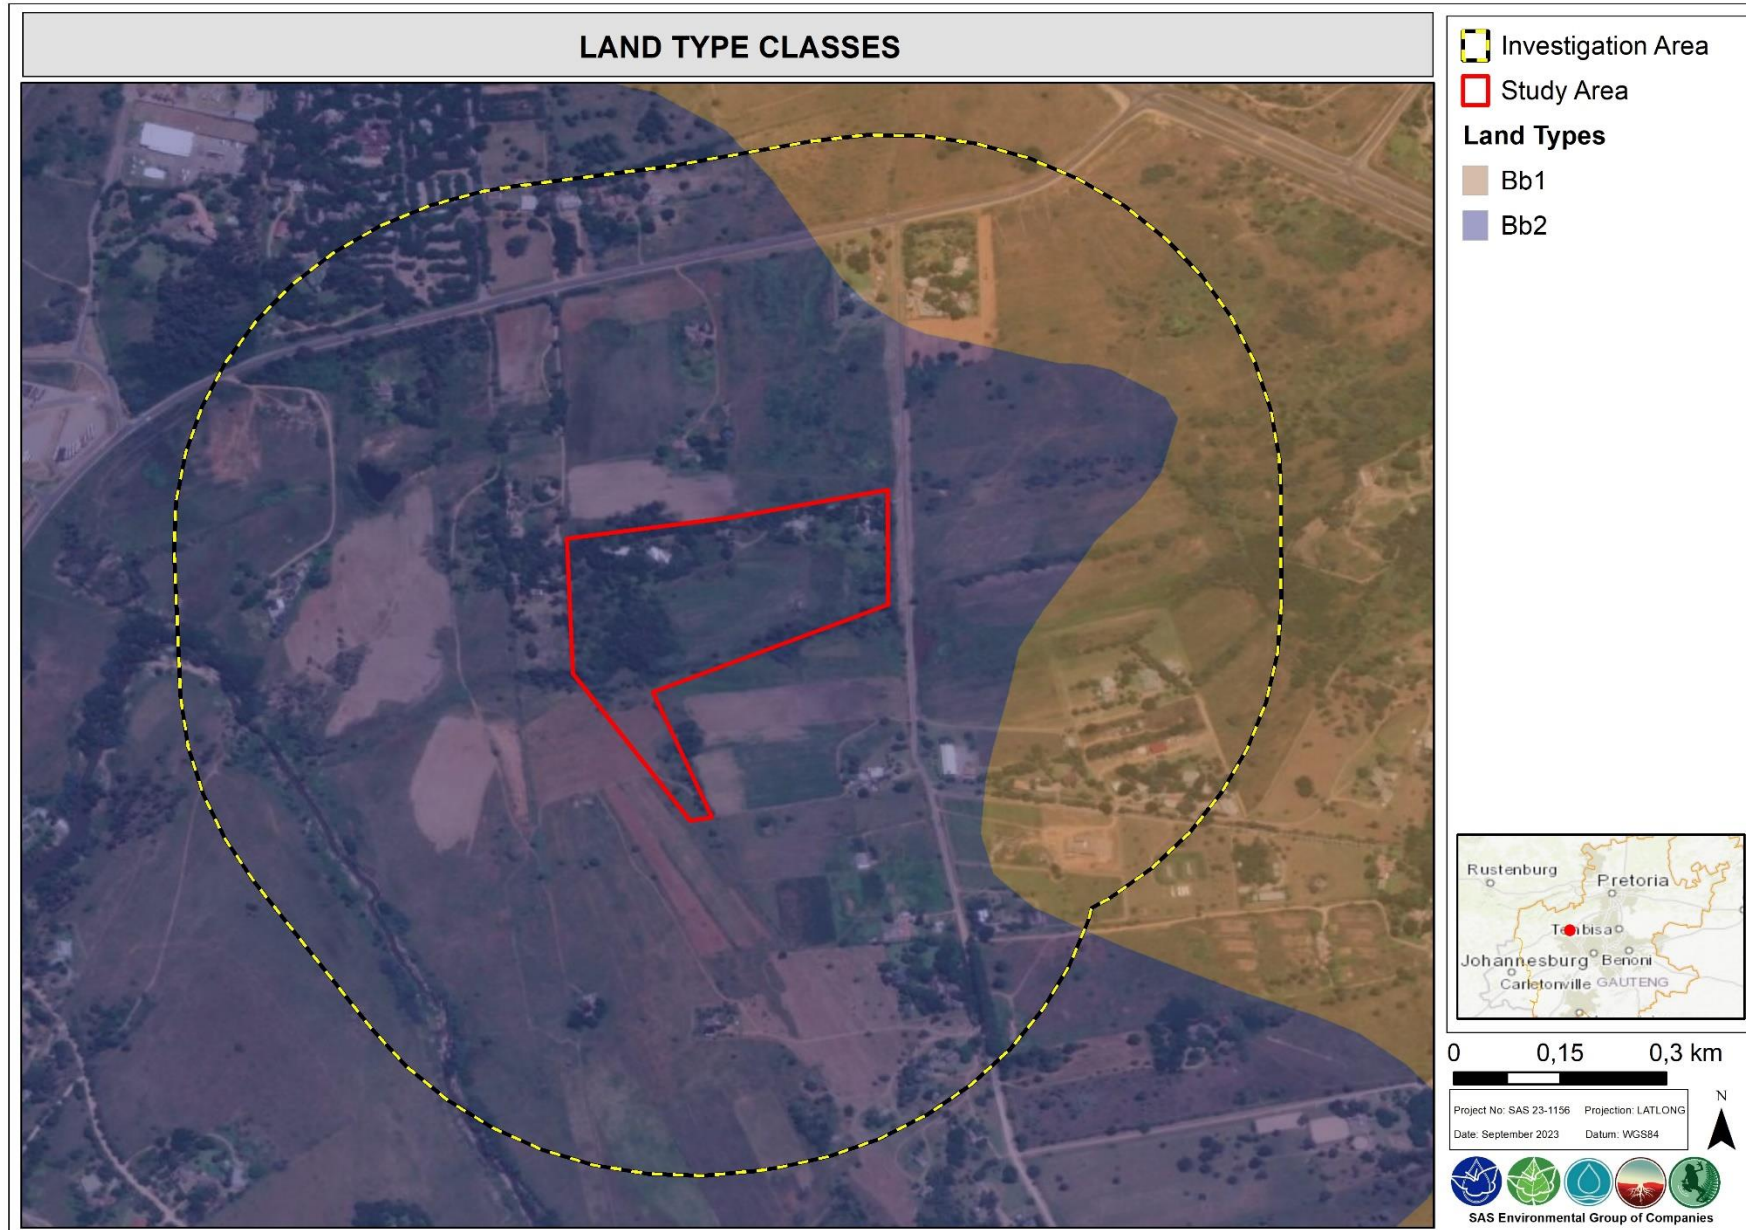 LAND TYPE CLASSES
Investigation Area
Study Area
Land Types
Bb1
Bb2
Rustenburg
Pretoria
Johannesburg
Benoni
Carletonville
GAUTENG
0 0,15 0,3 km
Project No: SAS 23-1156 Projection: LATLONG
Date: September 2023 Datum: WGS84
N
SAS Environmental Group of Companies